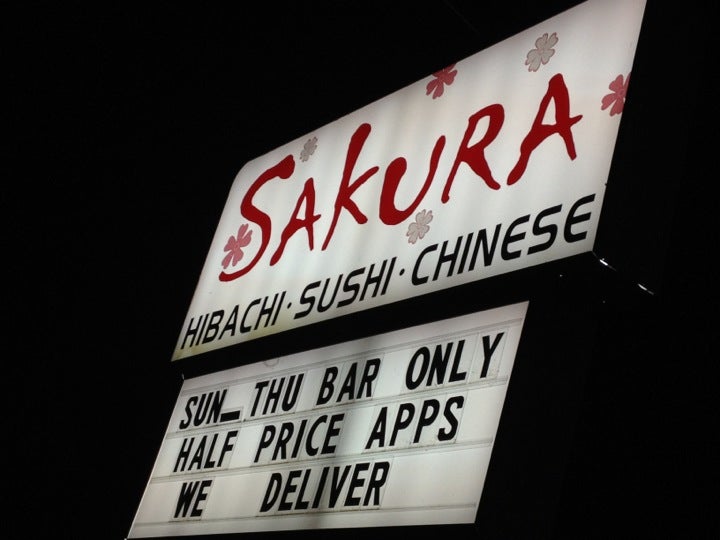 SAKURA
HIBACHI · SUSHI · CHINESE
SUN_THU BAR ONLY
HALF PRICE APPS
WE DELIVER